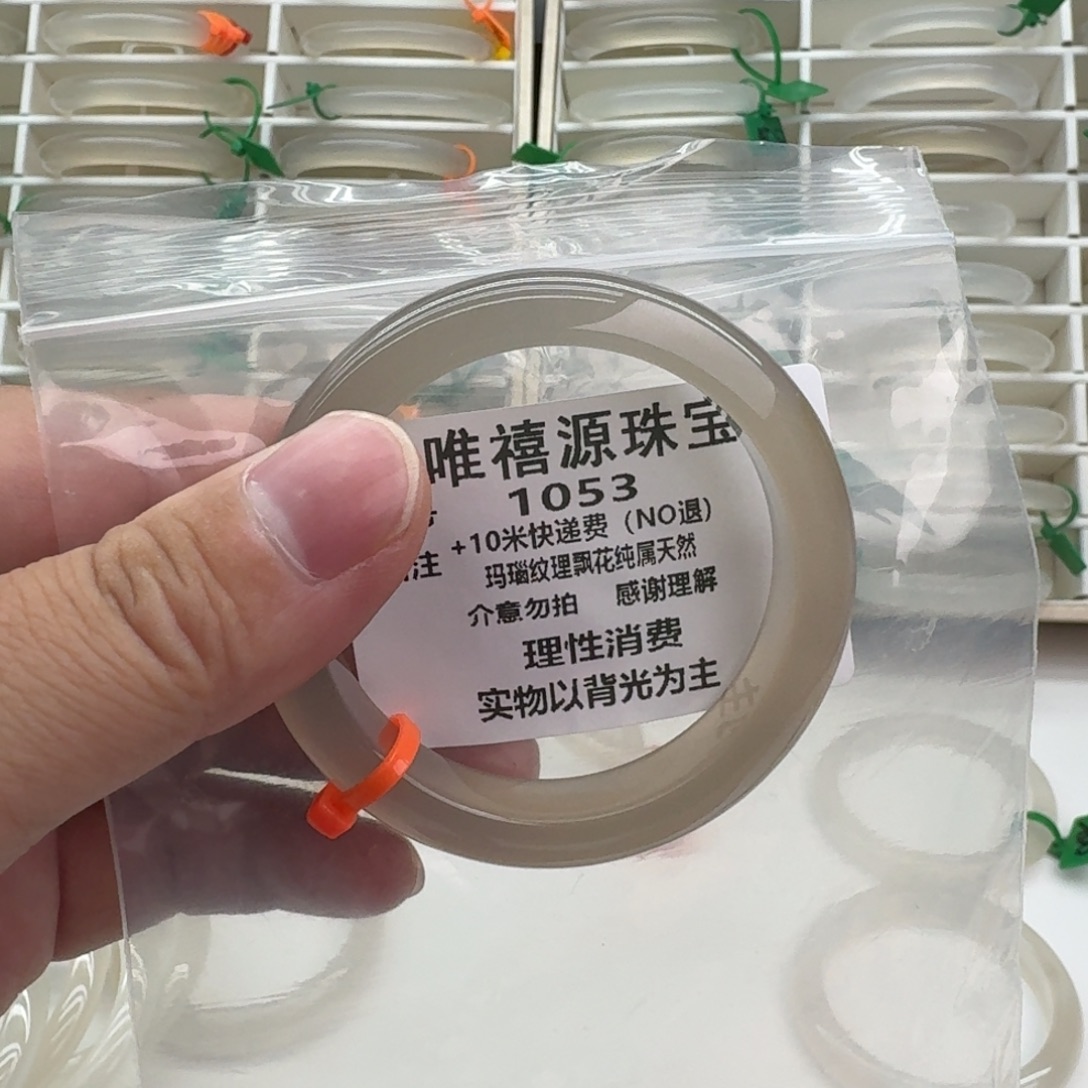 唯禧源珠宝
1053
+10米快递费（NO退）
注 玛瑙纹理飘花纯属天然
介意勿拍 感谢理解
理性消费
实物以背光为主